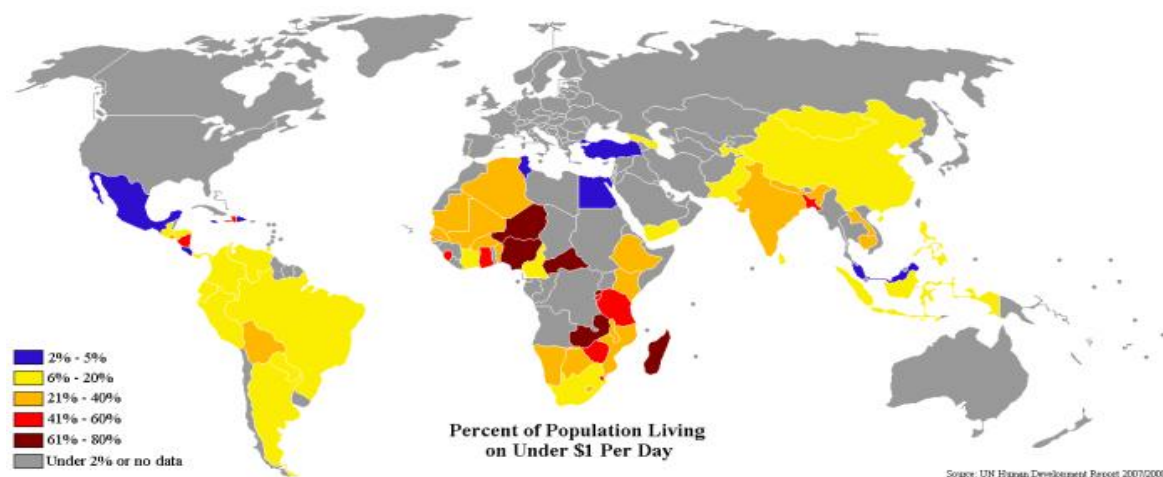 2% - 5%
6% - 20%
21% - 40%
41% - 60%
61% - 80%
Under 2% or no data
Percent of Population Living
on Under $1 Per Day
Source: UN Human Development Report 2007/2008